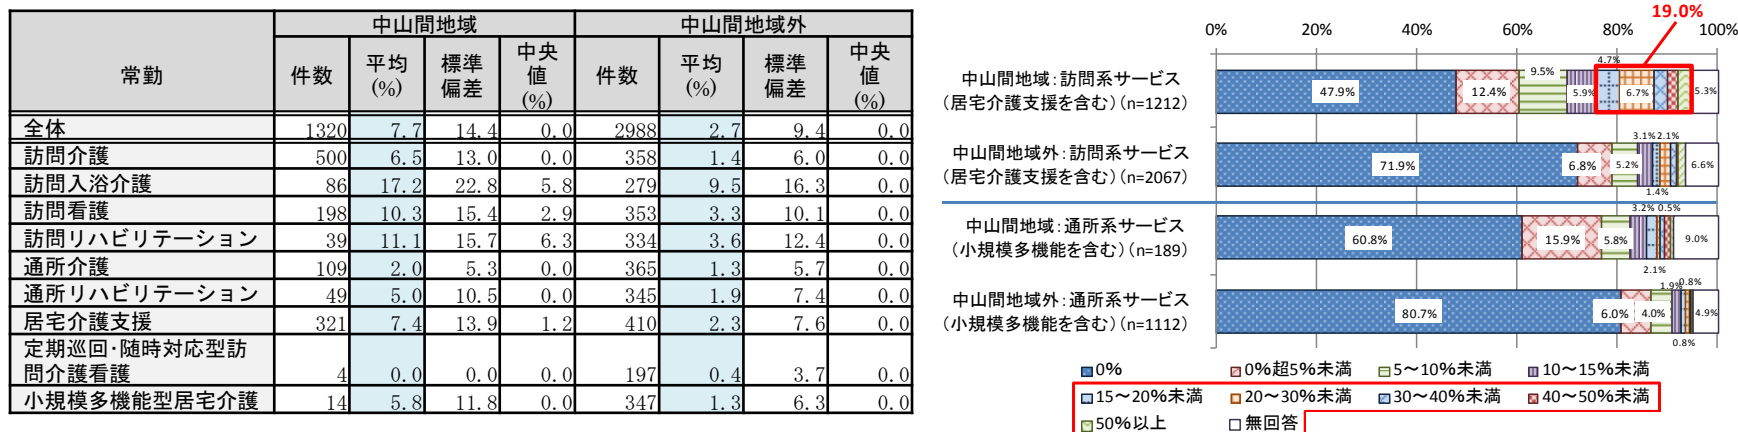 常勤 中山間地域 中山間地域外
件数 平均(%) 標準偏差 中央値(%) 件数 平均(%) 標準偏差 中央値(%)
全体 1320 7.7 14.4 0.0 2988 2.7 9.4 0.0
訪問介護 500 6.5 13.0 0.0 358 1.4 6.0 0.0
訪問入浴介護 86 17.2 22.8 5.8 279 9.5 16.3 0.0
訪問看護 198 10.3 15.4 2.9 353 3.3 10.1 0.0
訪問リハビリテーション 39 11.1 15.7 6.3 334 3.6 12.4 0.0
通所介護 109 2.0 5.3 0.0 365 1.3 5.7 0.0
通所リハビリテーション 49 5.0 10.5 0.0 345 1.9 7.4 0.0
居宅介護支援 321 7.4 13.9 1.2 410 2.3 7.6 0.0
定期巡回・随時対応型訪
問介護看護 4 0.0 0.0 0.0 197 0.4 3.7 0.0
小規模多機能型居宅介護 14 5.8 11.8 0.0 347 1.3 6.3 0.0
19.0%
0% 20% 40% 60% 80% 100%
中山間地域：訪問系サービス
（居宅介護支援を含む）（n=1212）
47.9% 12.4% 9.5% 5.9% 4.7% 6.7% 5.3%
中山間地域外：訪問系サービス
（居宅介護支援を含む）（n=2067）
71.9% 6.8% 5.2% 3.1% 1.4% 2.1% 6.6%
中山間地域：通所系サービス
（小規模多機能を含む）（n=189）
60.8% 15.9% 5.8% 3.2% 2.1% 0.5% 9.0%
中山間地域外：通所系サービス
（小規模多機能を含む）（n=1112）
80.7% 6.0% 4.0% 1.9% 0.8% 0.8% 4.9%
0% 0%超5%未満 5～10%未満 10～15%未満
15～20%未満 20～30%未満 30～40%未満 40～50%未満
50%以上 無回答